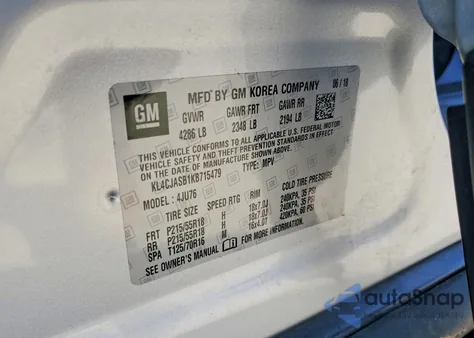 GM
MFD BY GM KOREA COMPANY 06 / 18
GVWR GAWR FRT GAWR RR
4286 LB 2348 LB 2194 LB
THIS VEHICLE CONFORMS TO ALL APPLICABLE U.S. FEDERAL MOTOR
VEHICLE SAFETY, BUMPER, AND THEFT PREVENTION STANDARDS IN EFFECT
ON THE DATE OF MANUFACTURE SHOWN ABOVE.
KL4CJASB1KB715479 TYPE: MPV
MODEL: 4JU76
TIRE SIZE SPEED RTG RIM COLD TIRE PRESSURE
FRT P215/55R18 H 18x7.0J 240KPA, 35 PSI
RR P215/55R18 H 18x7.0J 240KPA, 35 PSI
SPA T125/70R16 M 16x4.0T 420KPA, 60 PSI
SEE OWNER'S MANUAL
autoSnap